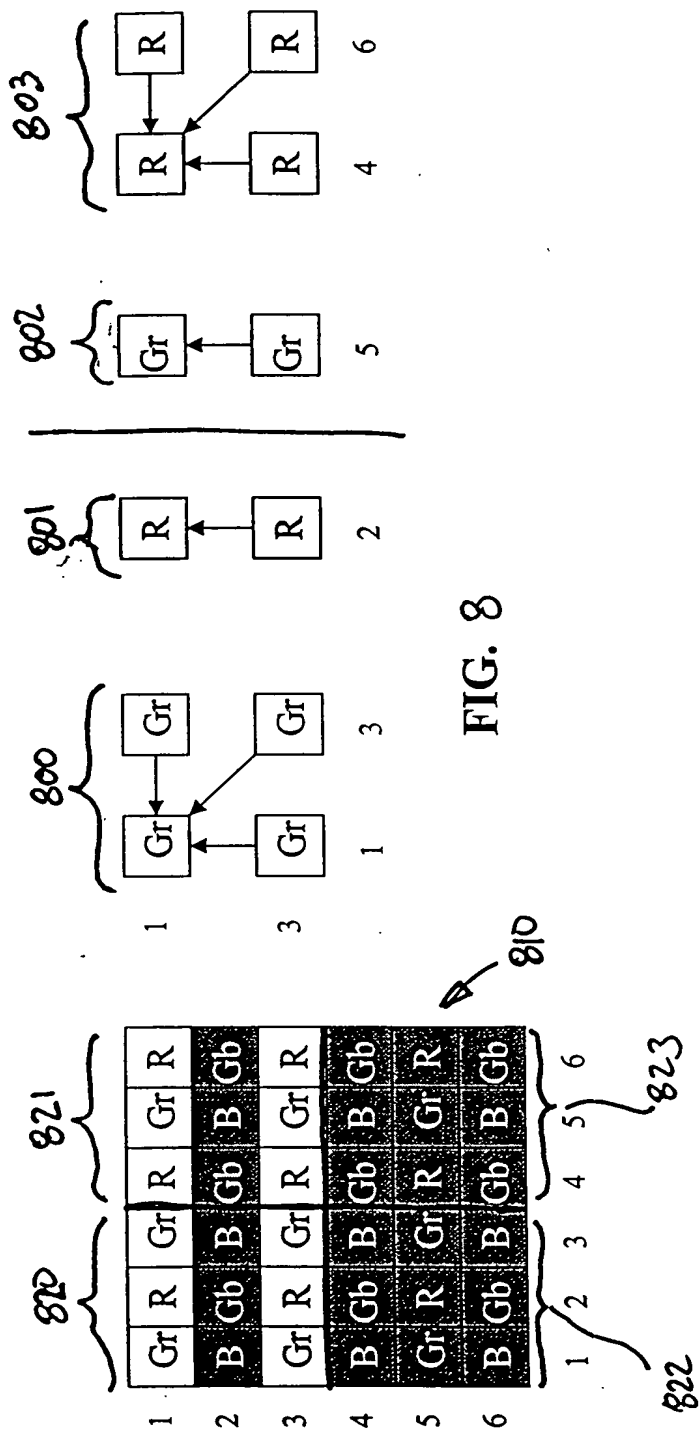 820 821
1 Gr R Gr R Gr R
2 B Gb B Gb B Gb
3 Gr R Gr R Gr R
4 B Gb B Gb B Gb
5 Gr R Gr R Gr R
6 B Gb B Gb B Gb
1 2 3 4 5 6
822 823
810
800 801 802 803
1 Gr Gr R Gr R R
3 Gr Gr R Gr R R
1 3 2 5 4 6
FIG. 8